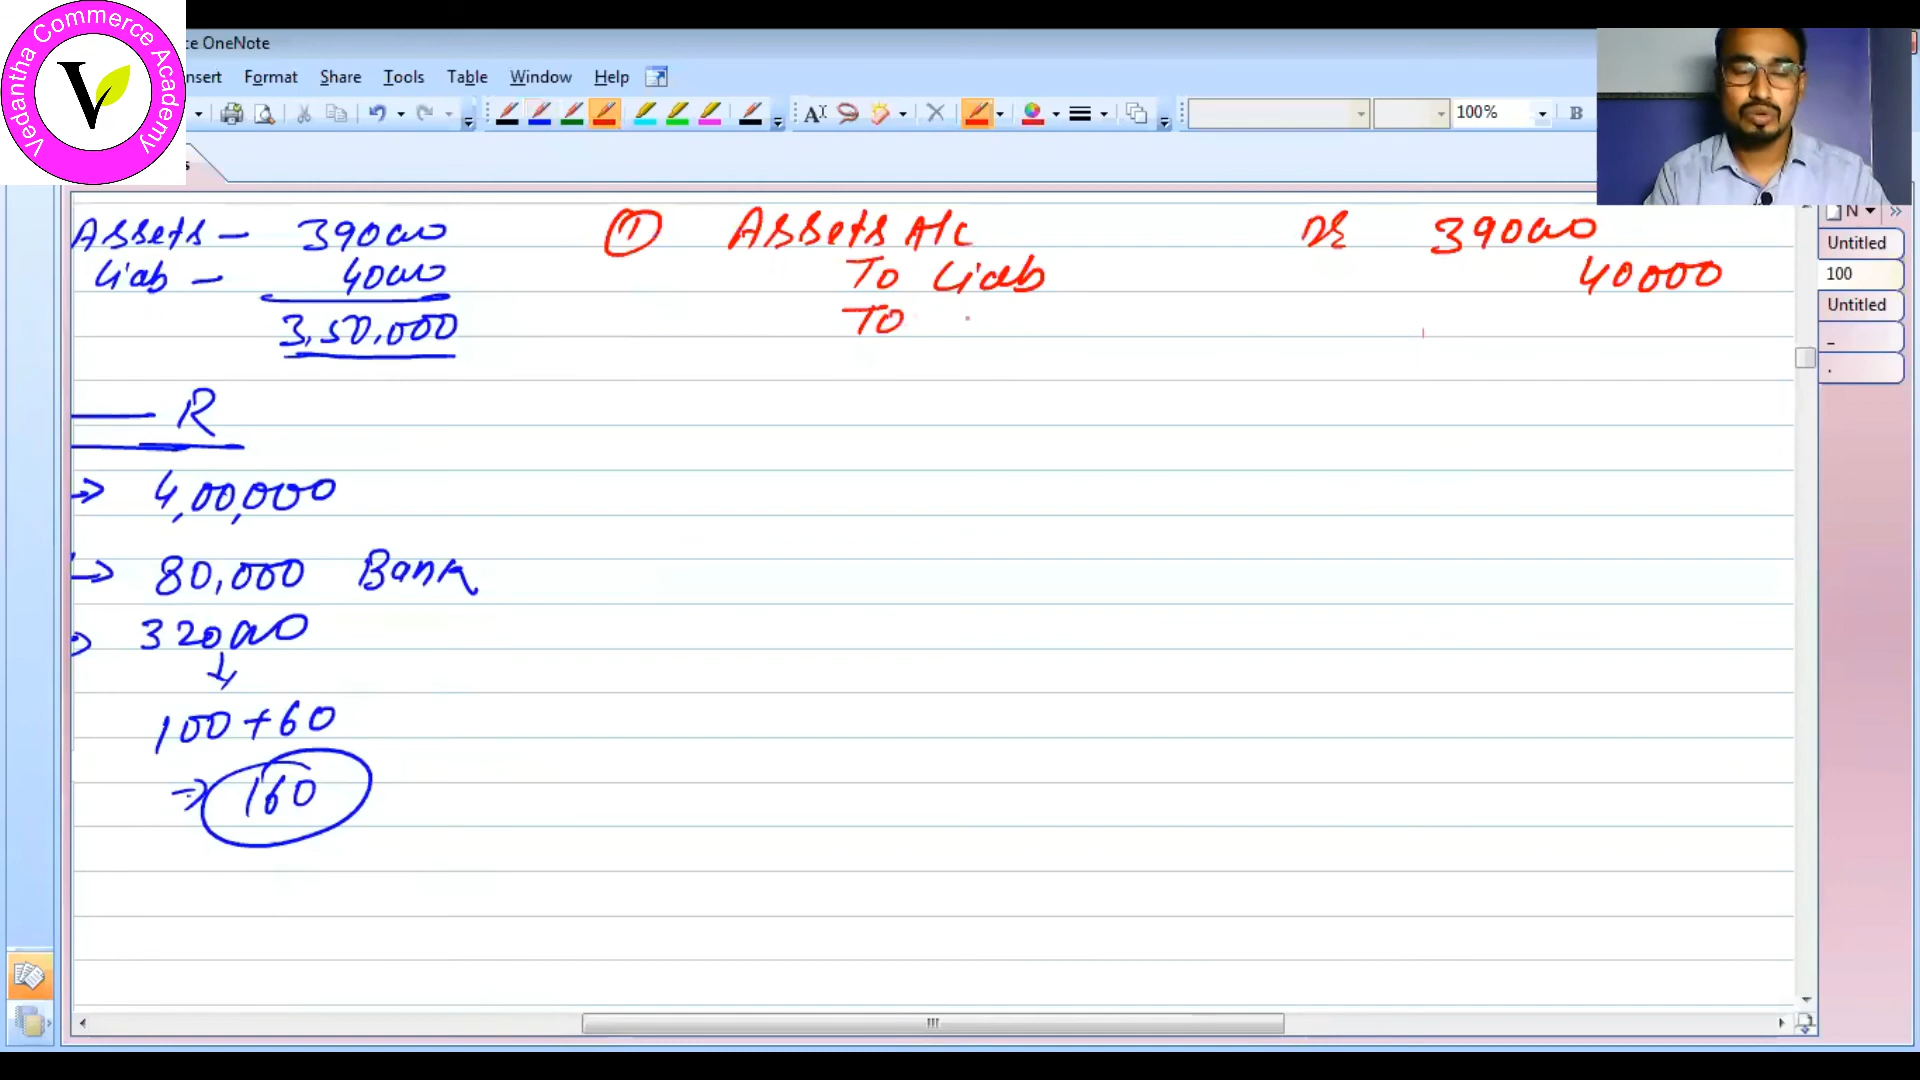 Vedantha Commerce Academy
V
ce OneNote
nsert Format Share Tools Table Window Help
100% B
s
N
Untitled
100
Untitled
_
.
Assets - 390000
Liab - 40000
3,50,000
① Assets A/c Dr 390000
To Liab 40000
To
R
→ 4,00,000
→ 80,000 Bank
320000
↓
100 + 60
⇒ 160